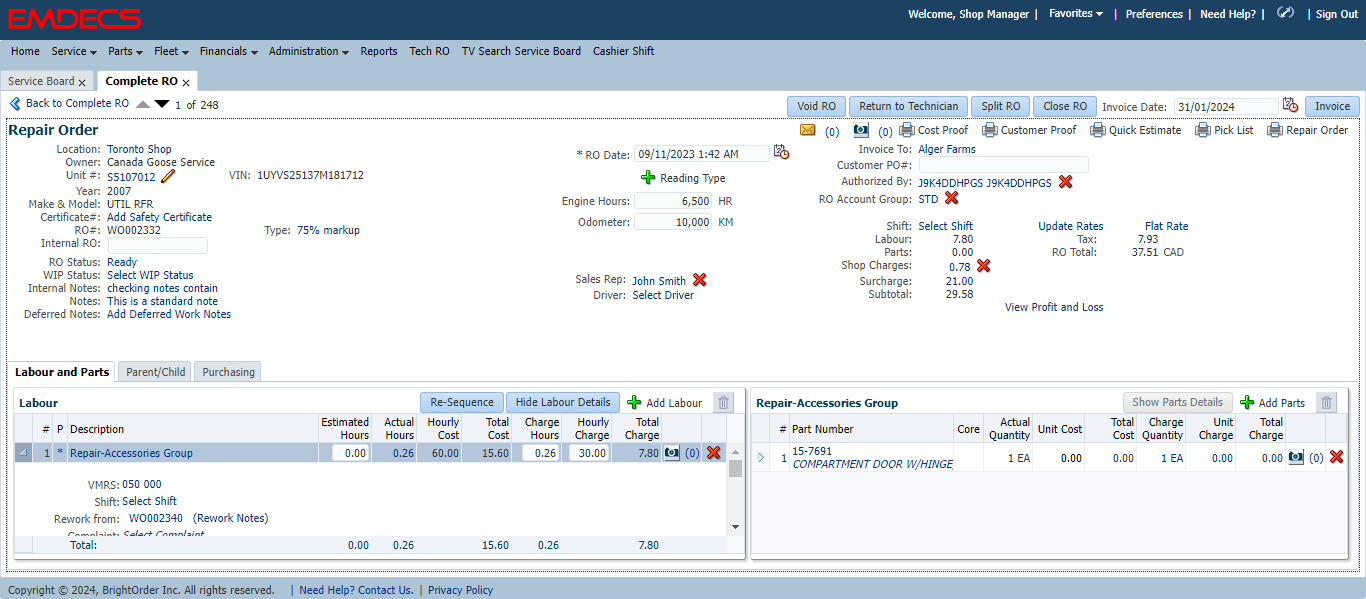 EMDECS
Welcome, Shop Manager | Favorites | Preferences | Need Help? | | Sign Out
Home Service Parts Fleet Financials Administration Reports Tech RO TV Search Service Board Cashier Shift
Service Board x Complete RO x
Back to Complete RO 1 of 248 Void RO Return to Technician Split RO Close RO Invoice Date: 31/01/2024 Invoice
Repair Order (0) (0) Cost Proof Customer Proof Quick Estimate Pick List Repair Order
Location: Toronto Shop
Owner: Canada Goose Service
Unit #: S5107012 VIN: 1UYVS25137M181712
Year: 2007
Make & Model: UTIL RFR
Certificate#: Add Safety Certificate
RO#: WO002332 Type: 75% markup
Internal RO:
RO Status: Ready
WIP Status: Select WIP Status
Internal Notes: checking notes contain
Notes: This is a standard note
Deferred Notes: Add Deferred Work Notes
* RO Date: 09/11/2023 1:42 AM
Reading Type
Engine Hours: 6,500 HR
Odometer: 10,000 KM
Sales Rep: John Smith
Driver: Select Driver
Invoice To: Alger Farms
Customer PO#:
Authorized By: J9K4DDHPGS J9K4DDHPGS
RO Account Group: STD
Shift: Select Shift Update Rates Flat Rate
Labour: 7.80 Tax: 7.93
Parts: 0.00 RO Total: 37.51 CAD
Shop Charges: 0.78
Surcharge: 21.00
Subtotal: 29.58
View Profit and Loss
Labour and Parts Parent/Child Purchasing
Labour Re-Sequence Hide Labour Details Add Labour
# P Description Estimated Hours Actual Hours Hourly Cost Total Cost Charge Hours Hourly Charge Total Charge
1 * Repair-Accessories Group 0.00 0.26 60.00 15.60 0.26 30.00 7.80 (0)
VMRS: 050 000
Shift: Select Shift
Rework from: WO002340 (Rework Notes)
Complaint: Select Complaint
Total: 0.00 0.26 15.60 0.26 7.80
Repair-Accessories Group Show Parts Details Add Parts
# Part Number Core Actual Quantity Unit Cost Total Cost Charge Quantity Unit Charge Total Charge
1 15-7691 1 EA 0.00 0.00 1 EA 0.00 0.00 (0)
COMPARTMENT DOOR W/HINGE
Copyright © 2024, BrightOrder Inc. All rights reserved. | Need Help? Contact Us. | Privacy Policy